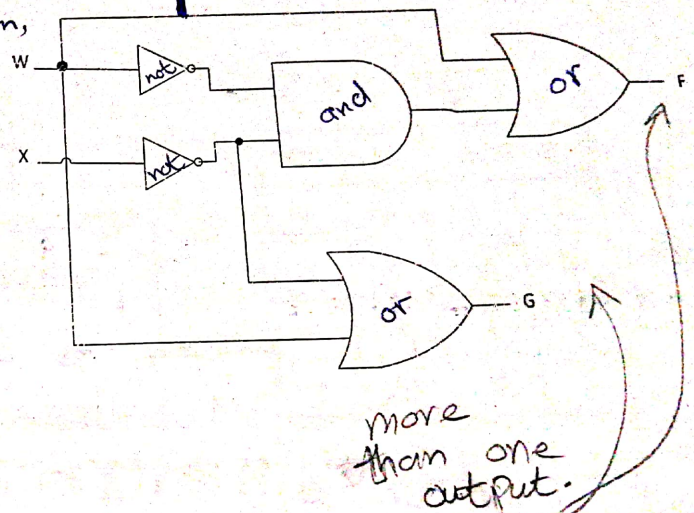 n,
W
not
and
or
F
X
not
or
G
more
than one
output.